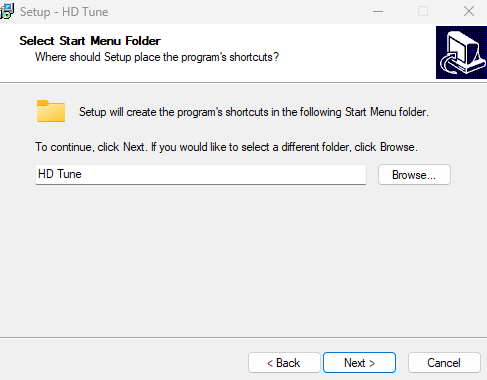 Setup - HD Tune
Select Start Menu Folder
Where should Setup place the program's shortcuts?
Setup will create the program's shortcuts in the following Start Menu folder.
To continue, click Next. If you would like to select a different folder, click Browse.
HD Tune
Browse...
< Back
Next >
Cancel